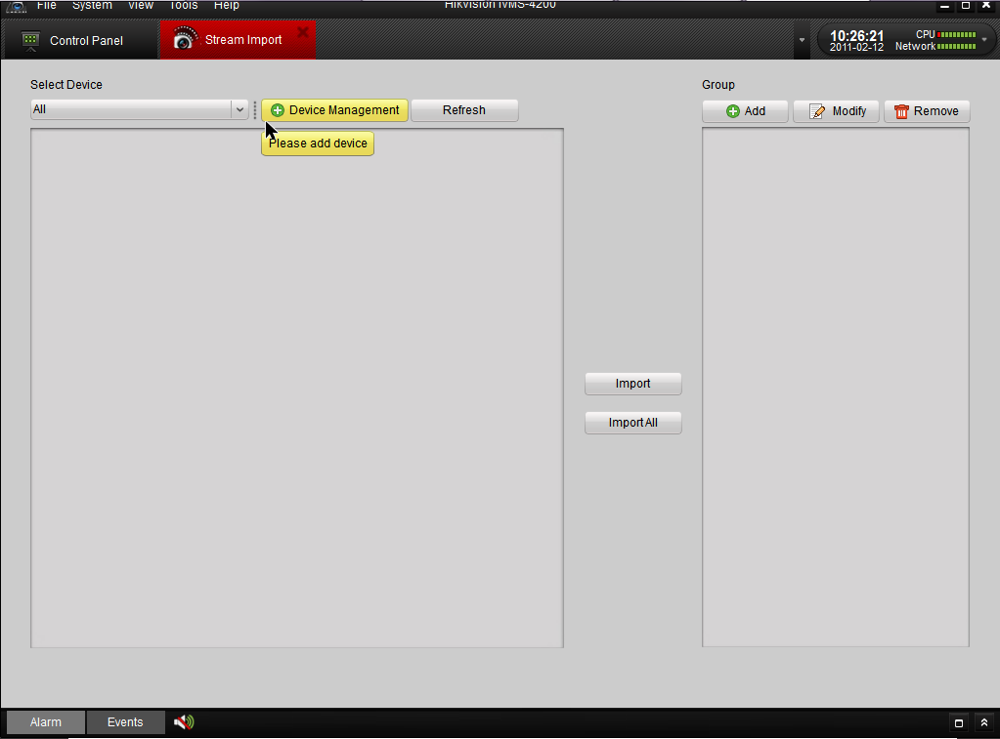 File System View Tools Help
Hikvision iVMS-4200
Control Panel
Stream Import
10:26:21
2011-02-12
CPU
Network
Select Device
Group
All
Device Management
Refresh
Add
Modify
Remove
Please add device
Import
Import All
Alarm
Events